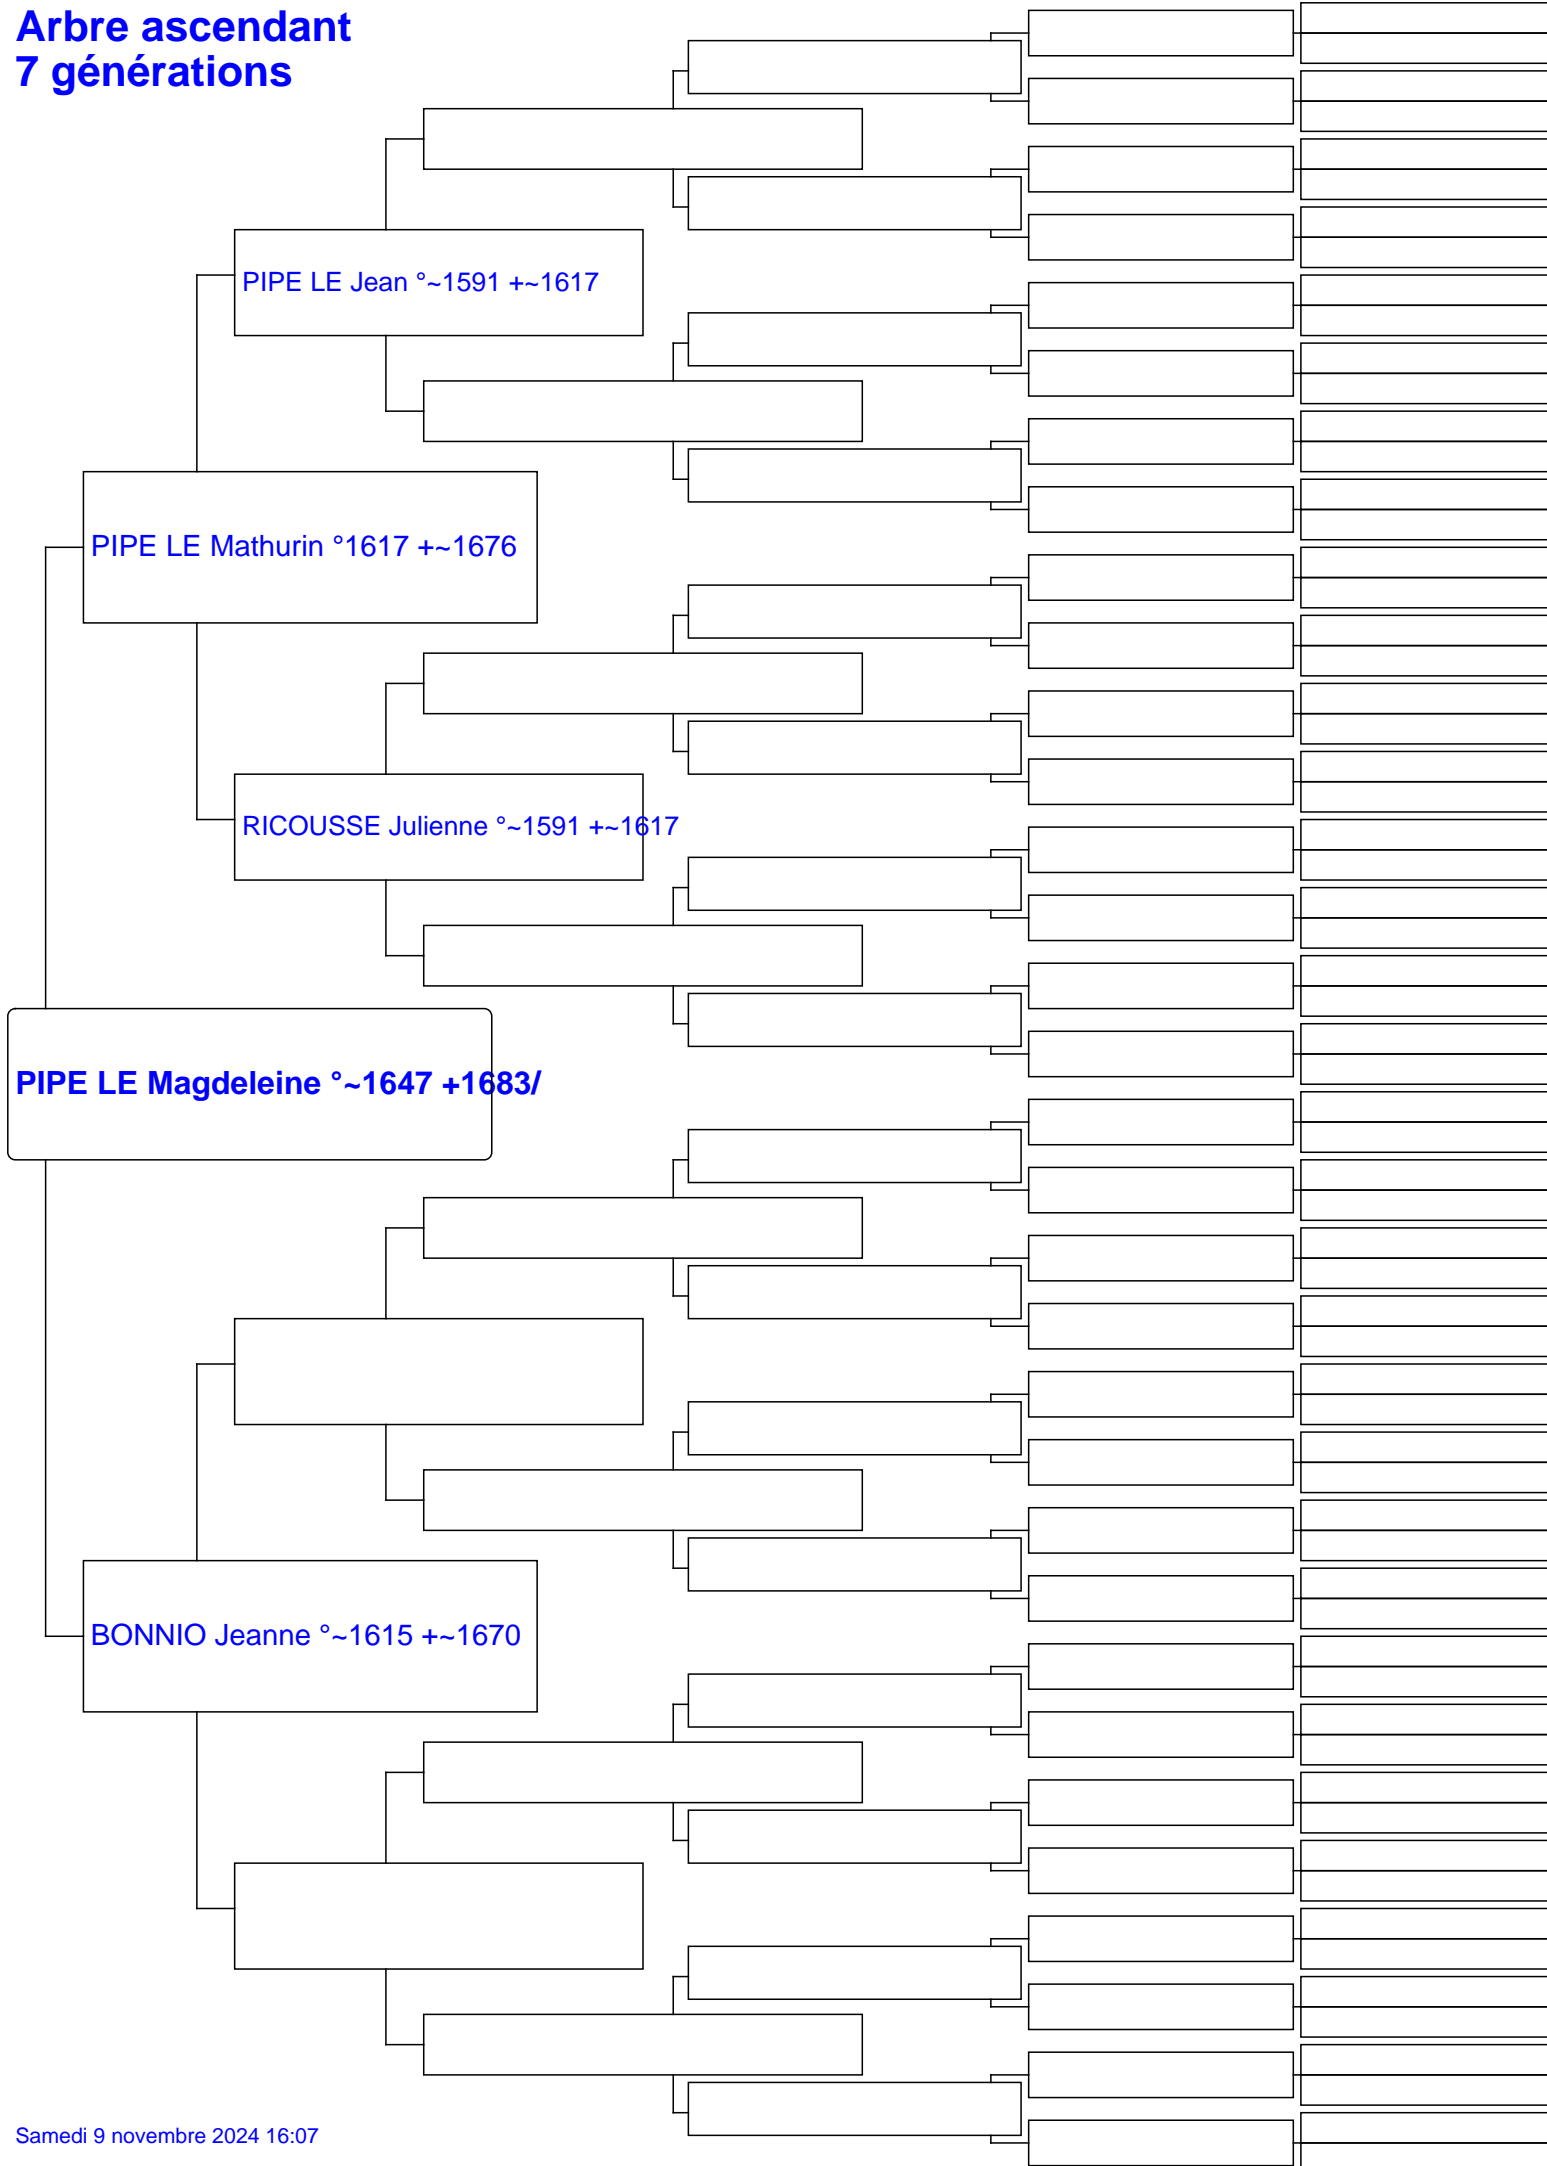 Arbre ascendant
7 générations
PIPE LE Jean °~1591 +~1617
PIPE LE Mathurin °1617 +~1676
RICOUSSE Julienne °~1591 +~1617
PIPE LE Magdeleine °~1647 +1683/
BONNIO Jeanne °~1615 +~1670
Samedi 9 novembre 2024 16:07